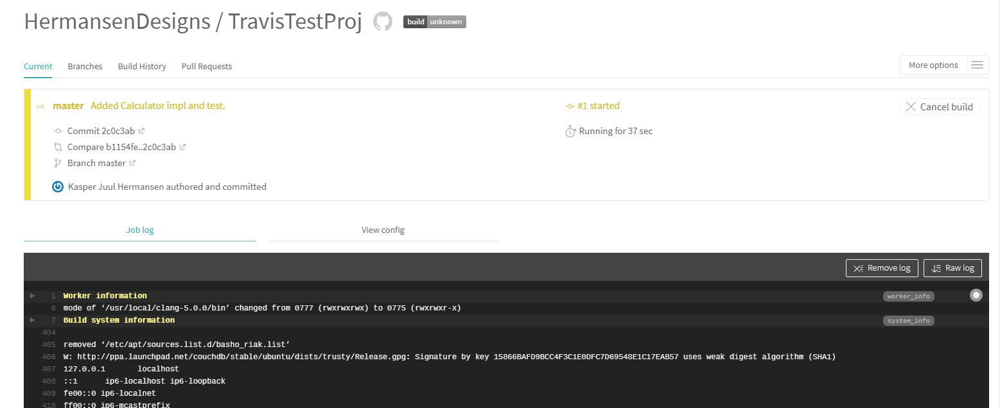 HermansenDesigns / TravisTestProj build unknown
Current Branches Build History Pull Requests More options
master Added Calculator impl and test. #1 started Cancel build
Commit 2c0c3ab Running for 37 sec
Compare b1154fe..2c0c3ab
Branch master
Kasper Juul Hermansen authored and committed
Job log View config
Remove log Raw log
1 Worker information worker_info
6 mode of ‘/usr/local/clang-5.0.0/bin’ changed from 0777 (rwxrwxrwx) to 0775 (rwxrwxr-x)
7 Build system information system_info
404
405 removed ‘/etc/apt/sources.list.d/basho_riak.list’
406 W: http://ppa.launchpad.net/couchdb/stable/ubuntu/dists/trusty/Release.gpg: Signature by key 15866BAFD9BCC4F3C1E0DFC7D69548E1C17EAB57 uses weak digest algorithm (SHA1)
407 127.0.0.1 localhost
408 ::1 ip6-localhost ip6-loopback
409 fe00::0 ip6-localnet
410 ff00::0 ip6-mcastprefix